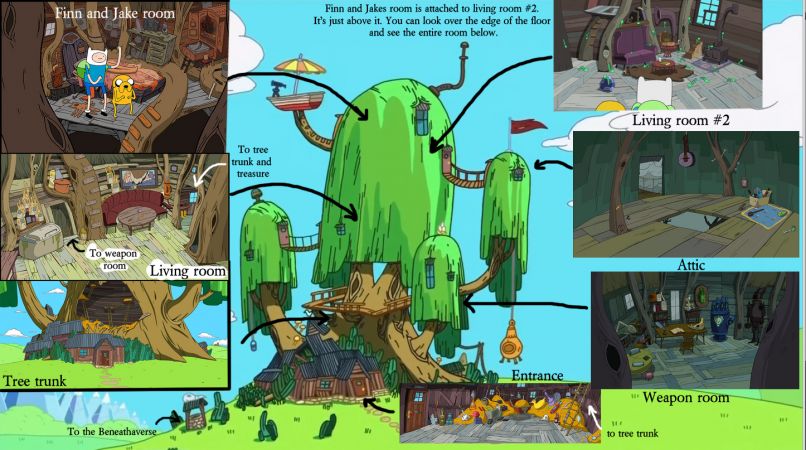 Finn and Jake room
Finn and Jakes room is attached to living room #2.
It's just above it. You can look over the edge of the floor
and see the entire room below.
Living room #2
To tree
trunk and
treasure
To weapon
room
Living room
Attic
Tree trunk
Entrance
Weapon room
To the Beneathaverse
to tree trunk